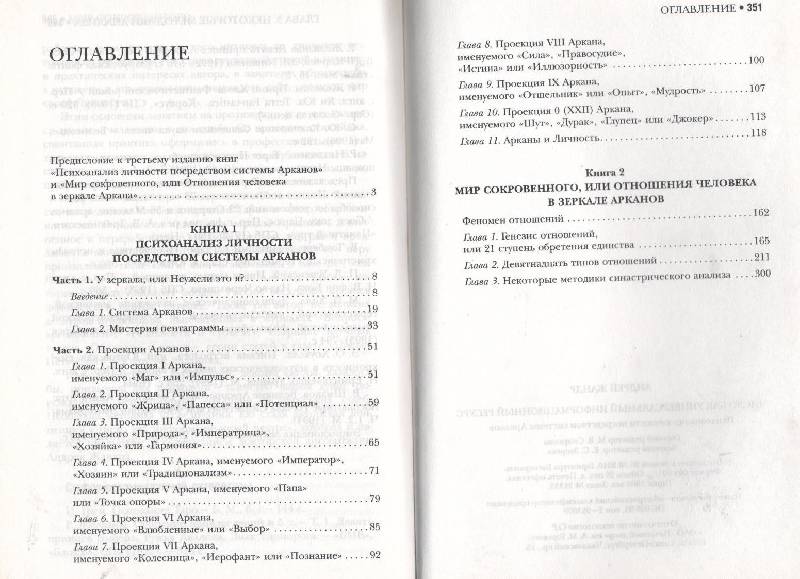 ОГЛАВЛЕНИЕ
Предисловие к третьему изданию книг
«Психоанализ личности посредством системы Арканов»
и «Мир сокровенного, или Отношения человека
в зеркале Аркана» 3
КНИГА 1
ПСИХОАНАЛИЗ ЛИЧНОСТИ
ПОСРЕДСТВОМ СИСТЕМЫ АРКАНОВ
Часть 1. У зеркала, или Неужели это я? 8
Введение 8
Глава 1. Система Арканов 19
Глава 2. Мистерия пентаграммы 33
Часть 2. Проекции Арканов 51
Глава 1. Проекция I Аркана,
именуемого «Маг» или «Импульс» 51
Глава 2. Проекция II Аркана,
именуемого «Жрица», «Папесса» или «Потенциал» 59
Глава 3. Проекция III Аркана,
именуемого «Природа», «Императрица»,
«Хозяйка» или «Гармония» 65
Глава 4. Проекция IV Аркана, именуемого «Император»,
«Хозяин» или «Традиционализм» 71
Глава 5. Проекция V Аркана, именуемого «Папа»
или «Точка опоры» 79
Глава 6. Проекция VI Аркана,
именуемого «Влюбленные» или «Выбор» 85
Глава 7. Проекция VII Аркана,
именуемого «Колесница», «Иерофант» или «Познание» 92
ОГЛАВЛЕНИЕ • 351
Глава 8. Проекция VIII Аркана,
именуемого «Сила», «Правосудие»,
«Истина» или «Иллюзорность» 100
Глава 9. Проекция IX Аркана,
именуемого «Отшельник» или «Опыт», «Мудрость» 107
Глава 10. Проекция 0 (XXII) Аркана,
именуемого «Шут», «Дурак», «Глупец» или «Джокер» 113
Глава 11. Арканы и Личность 118
Книга 2
МИР СОКРОВЕННОГО, ИЛИ ОТНОШЕНИЯ ЧЕЛОВЕКА
В ЗЕРКАЛЕ АРКАНОВ
Феномен отношений 162
Глава 1. Генезис отношений,
или 21 ступень обретения единства 165
Глава 2. Девятнадцать типов отношений 211
Глава 3. Некоторые методики синастрического анализа 300